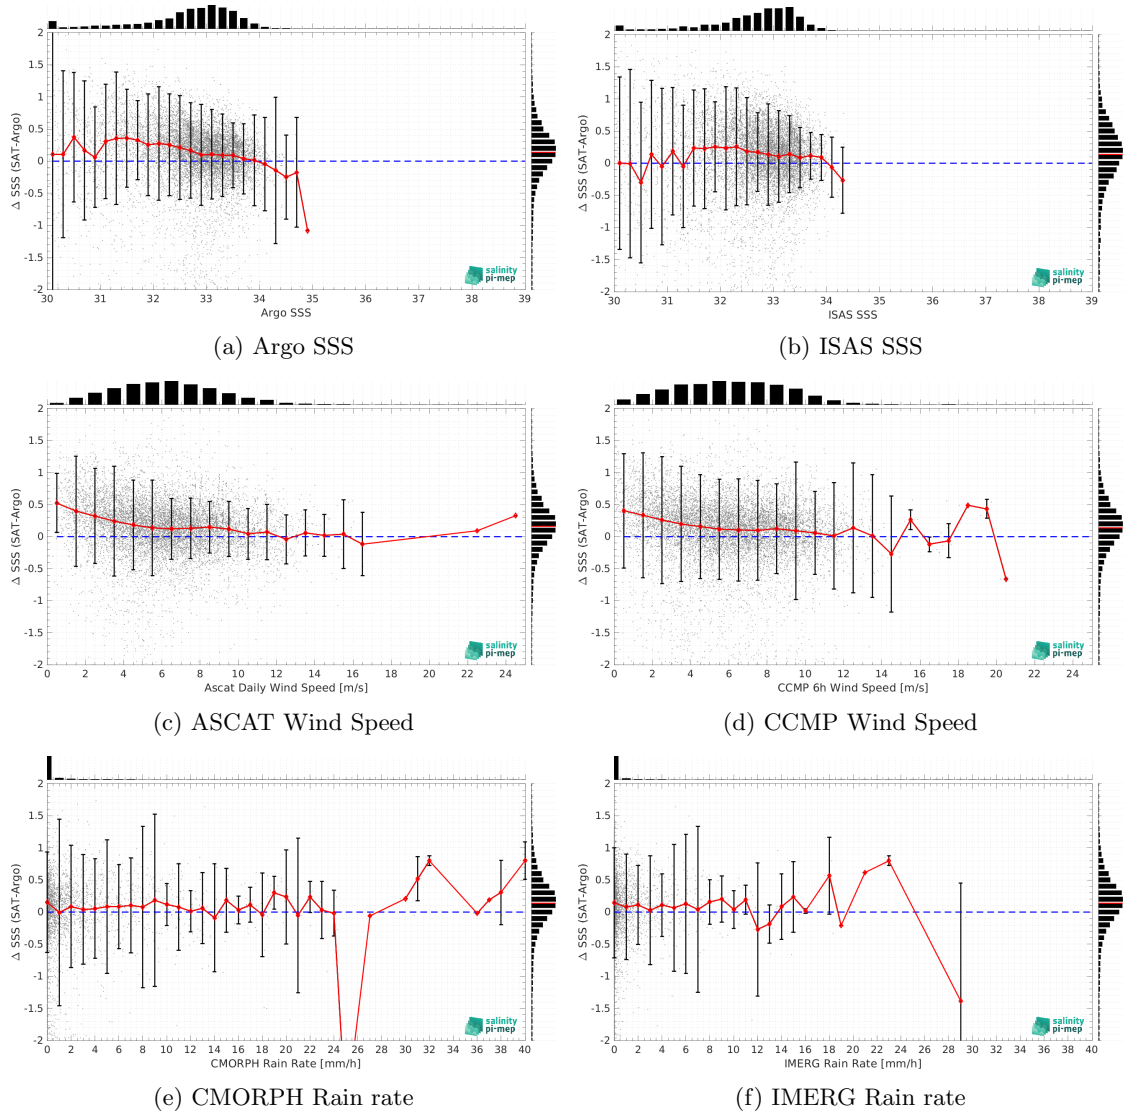 2
1.5
1
0.5
0
-0.5
-1
-1.5
-2
Δ SSS (SAT-Argo)
30 31 32 33 34 35 36 37 38 39
Argo SSS
salinity
pi-mep
(a) Argo SSS
2
1.5
1
0.5
0
-0.5
-1
-1.5
-2
Δ SSS (SAT-Argo)
30 31 32 33 34 35 36 37 38 39
ISAS SSS
salinity
pi-mep
(b) ISAS SSS
2
1.5
1
0.5
0
-0.5
-1
-1.5
-2
Δ SSS (SAT-Argo)
0 2 4 6 8 10 12 14 16 18 20 22 24
Ascat Daily Wind Speed [m/s]
salinity
pi-mep
(c) ASCAT Wind Speed
2
1.5
1
0.5
0
-0.5
-1
-1.5
-2
Δ SSS (SAT-Argo)
0 2 4 6 8 10 12 14 16 18 20 22 24
CCMP 6h Wind Speed [m/s]
salinity
pi-mep
(d) CCMP Wind Speed
2
1.5
1
0.5
0
-0.5
-1
-1.5
-2
Δ SSS (SAT-Argo)
0 2 4 6 8 10 12 14 16 18 20 22 24 26 28 30 32 34 36 38 40
CMORPH Rain Rate [mm/h]
salinity
pi-mep
(e) CMORPH Rain rate
2
1.5
1
0.5
0
-0.5
-1
-1.5
-2
Δ SSS (SAT-Argo)
0 2 4 6 8 10 12 14 16 18 20 22 24 26 28 30 32 34 36 38 40
IMERG Rain Rate [mm/h]
salinity
pi-mep
(f) IMERG Rain rate